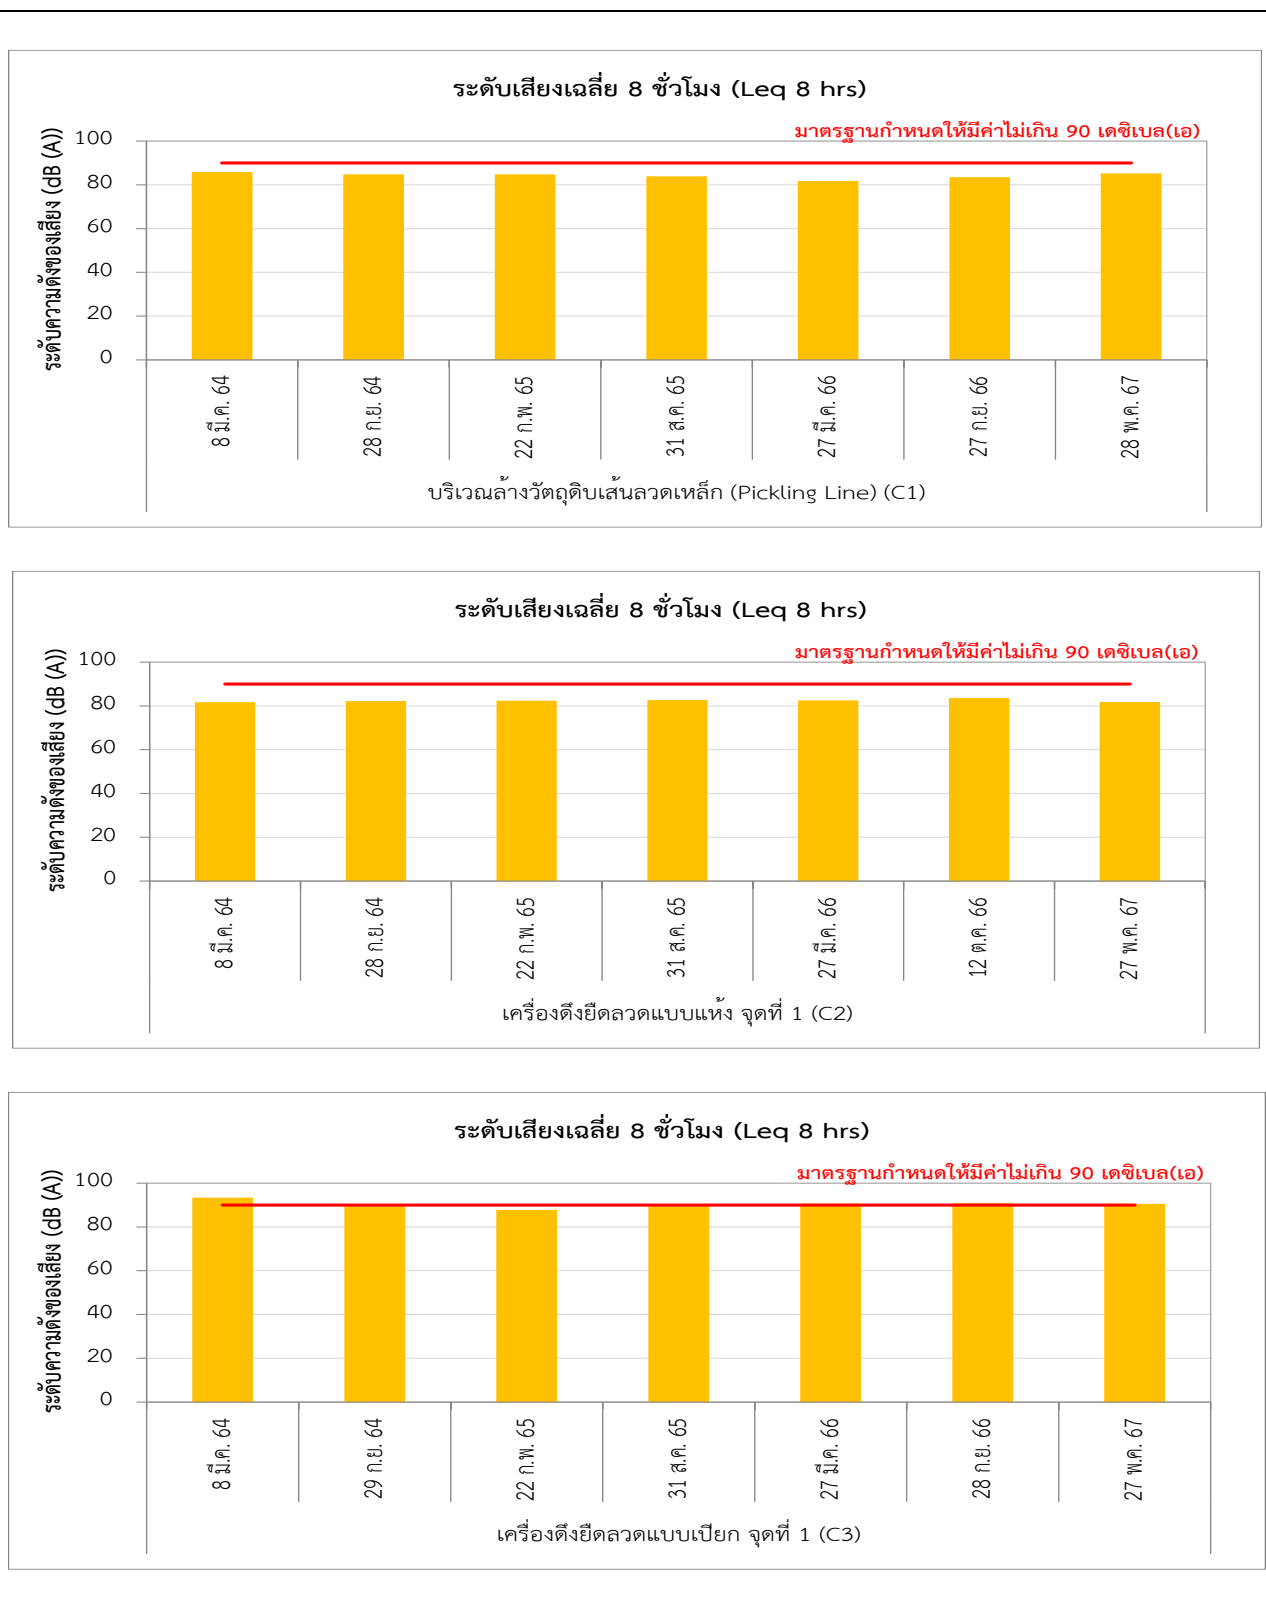 ระดับเสียงเฉลี่ย 8 ชั่วโมง (Leq 8 hrs)
มาตรฐานกำหนดให้มีค่าไม่เกิน 90 เดซิเบล(เอ)
ระดับความดังของเสียง (dB (A))
100
80
60
40
20
0
8 มี.ค. 64
28 ก.ย. 64
22 ก.พ. 65
31 ส.ค. 65
27 มี.ค. 66
27 ก.ย. 66
28 พ.ค. 67
บริเวณล้างวัตถุดิบเส้นลวดเหล็ก (Pickling Line) (C1)
ระดับเสียงเฉลี่ย 8 ชั่วโมง (Leq 8 hrs)
มาตรฐานกำหนดให้มีค่าไม่เกิน 90 เดซิเบล(เอ)
ระดับความดังของเสียง (dB (A))
100
80
60
40
20
0
8 มี.ค. 64
28 ก.ย. 64
22 ก.พ. 65
31 ส.ค. 65
27 มี.ค. 66
12 ต.ค. 66
27 พ.ค. 67
เครื่องดึงยืดลวดแบบแห้ง จุดที่ 1 (C2)
ระดับเสียงเฉลี่ย 8 ชั่วโมง (Leq 8 hrs)
มาตรฐานกำหนดให้มีค่าไม่เกิน 90 เดซิเบล(เอ)
ระดับความดังของเสียง (dB (A))
100
80
60
40
20
0
8 มี.ค. 64
29 ก.ย. 64
22 ก.พ. 65
31 ส.ค. 65
27 มี.ค. 66
28 ก.ย. 66
27 พ.ค. 67
เครื่องดึงยืดลวดแบบเปียก จุดที่ 1 (C3)